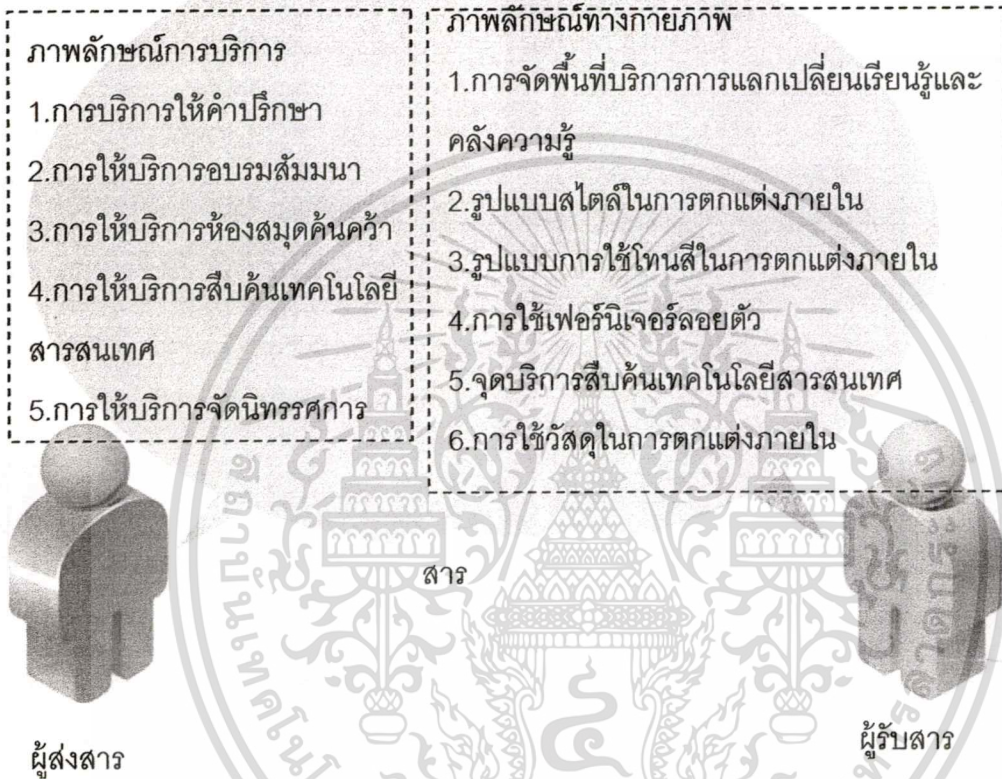 ภาพลักษณ์การบริการ
1.การบริการให้คำปรึกษา
2.การให้บริการอบรมสัมมนา
3.การให้บริการห้องสมุดค้นคว้า
4.การให้บริการสืบค้นเทคโนโลยี
สารสนเทศ
5.การให้บริการจัดนิทรรศการ
ภาพลักษณ์ทางกายภาพ
1.การจัดพื้นที่บริการการแลกเปลี่ยนเรียนรู้และ
คลังความรู้
2.รูปแบบสไตล์ในการตกแต่งภายใน
3.รูปแบบการใช้โทนสีในการตกแต่งภายใน
4.การใช้เฟอร์นิเจอร์ลอยตัว
5.จุดบริการสืบค้นเทคโนโลยีสารสนเทศ
6.การใช้วัสดุในการตกแต่งภายใน
สาร
ผู้ส่งสาร
ผู้รับสาร